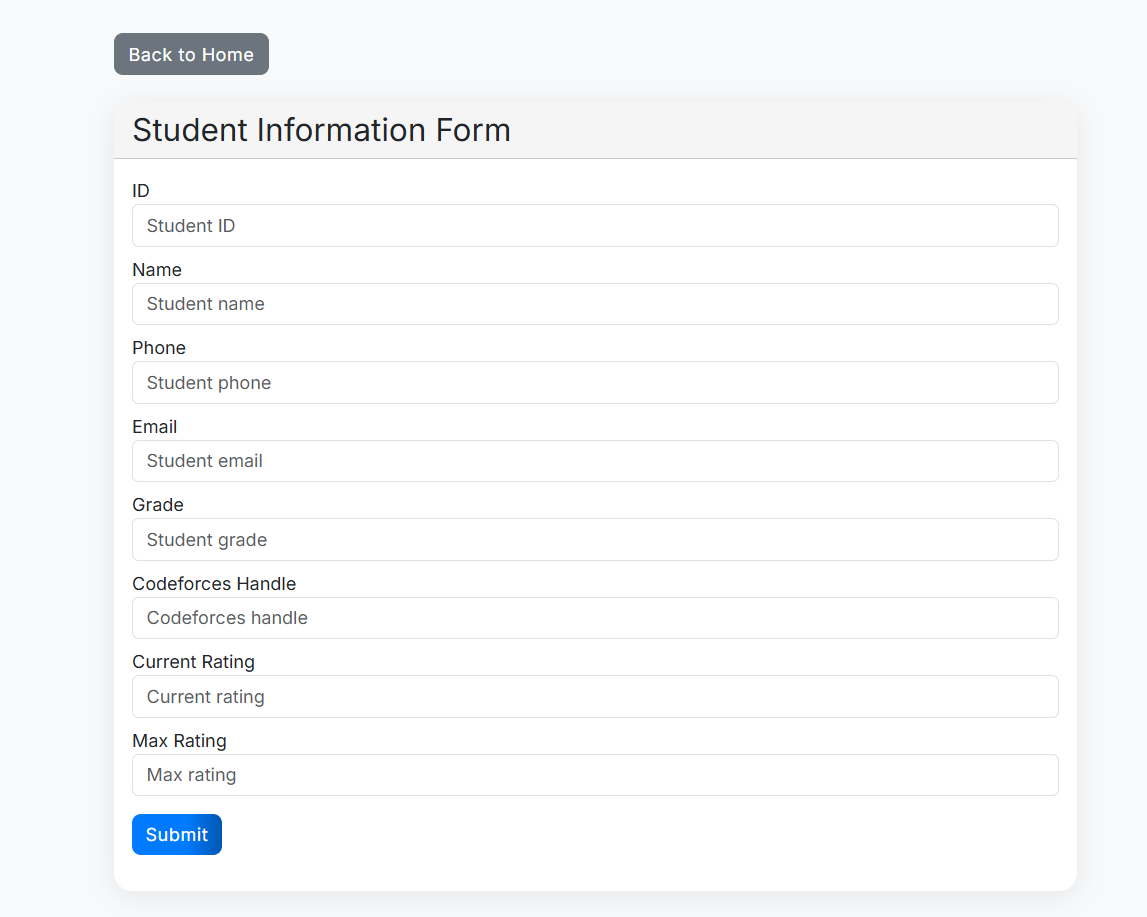 Back to Home
Student Information Form
ID
Student ID
Name
Student name
Phone
Student phone
Email
Student email
Grade
Student grade
Codeforces Handle
Codeforces handle
Current Rating
Current rating
Max Rating
Max rating
Submit